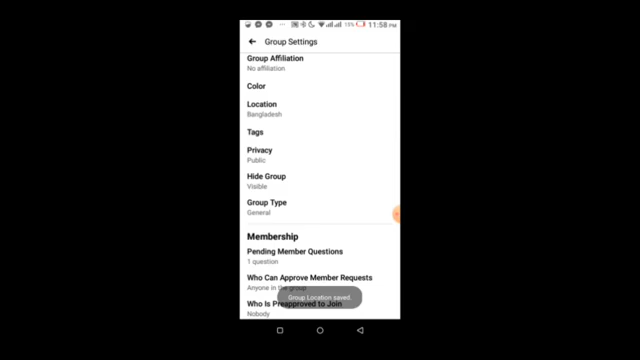 15% 11:58 PM
Group Settings
Group Affiliation
No affiliation
Color
Location
Bangladesh
Tags
Privacy
Public
Hide Group
Visible
Group Type
General
Membership
Pending Member Questions
1 question
Who Can Approve Member Requests
Anyone in the group
Group Location saved.
Who Is Preapproved to Join
Nobody